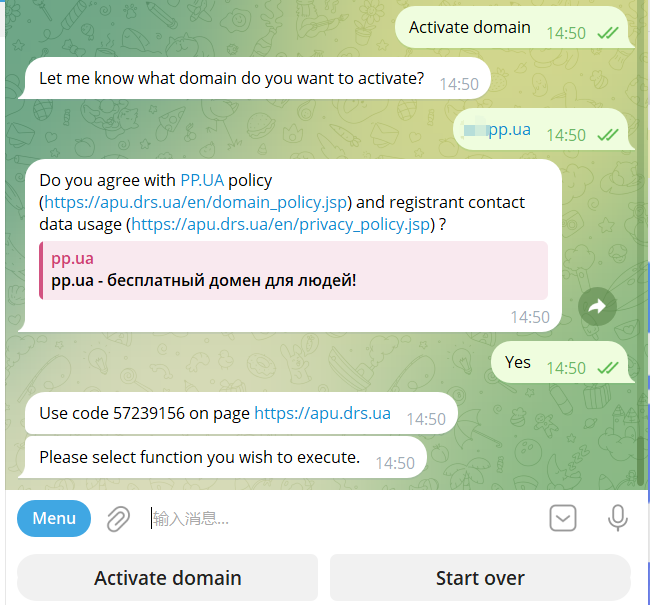 Activate domain
14:50
Let me know what domain do you want to activate?
14:50
pp.ua
14:50
Do you agree with PP.UA policy
(https://apu.drs.ua/en/domain_policy.jsp) and registrant contact
data usage (https://apu.drs.ua/en/privacy_policy.jsp) ?
pp.ua
pp.ua - бесплатный домен для людей!
14:50
Yes
14:50
Use code 57239156 on page https://apu.drs.ua
14:50
Please select function you wish to execute.
14:50
Menu
输入消息...
Activate domain
Start over